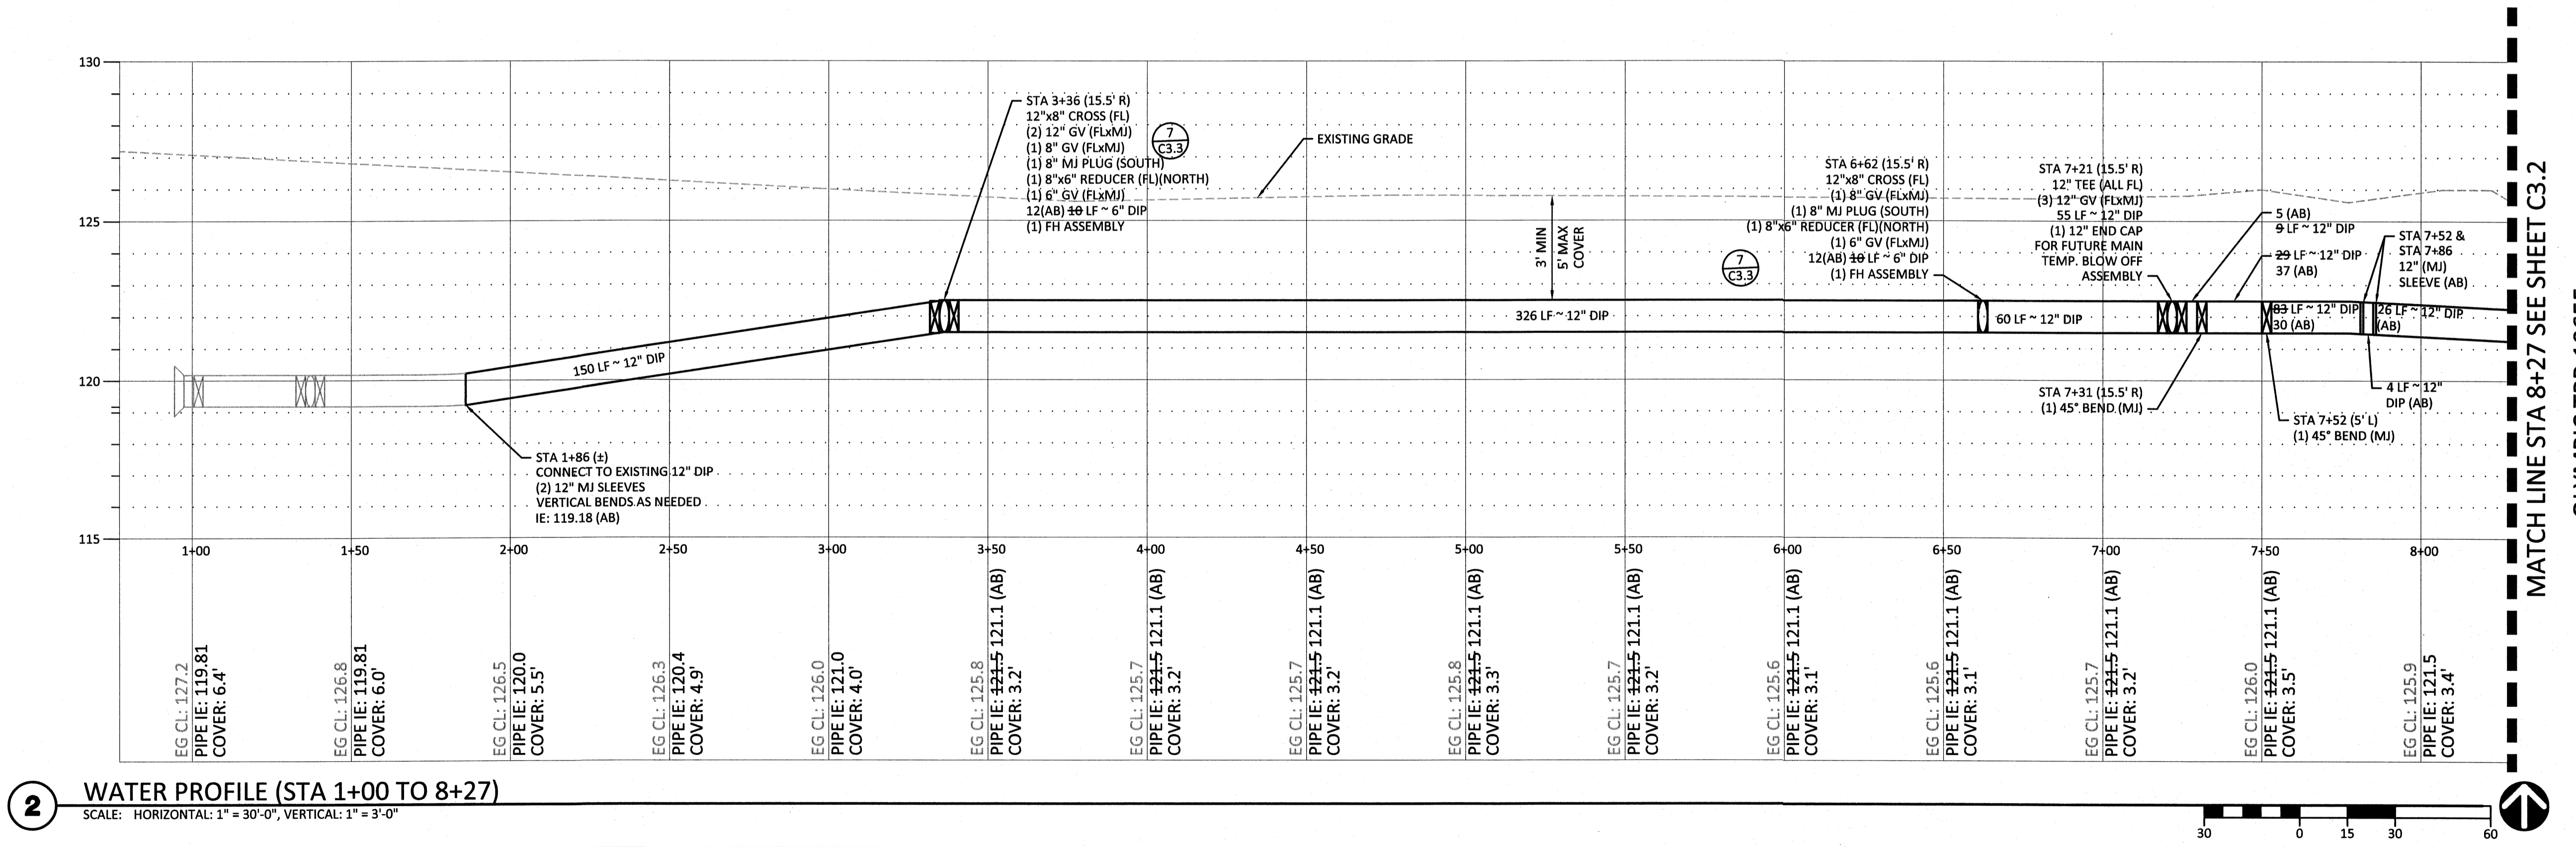 130
125
120
115
STA 3+36 (15.5' R)
12"x8" CROSS (FL)
(2) 12" GV (FLxMJ)
(1) 8" GV (FLxMJ)
(1) 8" MJ PLUG (SOUTH)
(1) 8"x6" REDUCER (FL)(NORTH)
(1) 6" GV (FLxMJ)
12(AB) 10 LF ~ 6" DIP
(1) FH ASSEMBLY
7
C3.3
EXISTING GRADE
3' MIN
5' MAX
COVER
STA 6+62 (15.5' R)
12"x8" CROSS (FL)
(1) 8" GV (FLxMJ)
(1) 8" MJ PLUG (SOUTH)
(1) 8"x6" REDUCER (FL)(NORTH)
(1) 6" GV (FLxMJ)
12(AB) 10 LF ~ 6" DIP
(1) FH ASSEMBLY
7
C3.3
STA 7+21 (15.5' R)
12" TEE (ALL FL)
(3) 12" GV (FLxMJ)
55 LF ~ 12" DIP
(1) 12" END CAP
FOR FUTURE MAIN
TEMP. BLOW OFF
ASSEMBLY
5 (AB)
9 LF ~ 12" DIP
29 LF ~ 12" DIP
37 (AB)
STA 7+52 &
STA 7+86
12" (MJ)
SLEEVE (AB)
150 LF ~ 12" DIP
326 LF ~ 12" DIP
60 LF ~ 12" DIP
83 LF ~ 12" DIP
30 (AB)
26 LF ~ 12" DIP
(AB)
STA 7+31 (15.5' R)
(1) 45° BEND (MJ)
4 LF ~ 12"
DIP (AB)
STA 7+52 (5' L)
(1) 45° BEND (MJ)
STA 1+86 (±)
CONNECT TO EXISTING 12" DIP
(2) 12" MJ SLEEVES
VERTICAL BENDS AS NEEDED
IE: 119.18 (AB)
1+00
1+50
2+00
2+50
3+00
3+50
4+00
4+50
5+00
5+50
6+00
6+50
7+00
7+50
8+00
EG CL: 127.2
PIPE IE: 119.81
COVER: 6.4'
EG CL: 126.8
PIPE IE: 119.81
COVER: 6.0'
EG CL: 126.5
PIPE IE: 120.0
COVER: 5.5'
EG CL: 126.3
PIPE IE: 120.4
COVER: 4.9'
EG CL: 126.0
PIPE IE: 121.0
COVER: 4.0'
EG CL: 125.8
PIPE IE: 121.5 121.1 (AB)
COVER: 3.2'
EG CL: 125.7
PIPE IE: 121.5 121.1 (AB)
COVER: 3.2'
EG CL: 125.7
PIPE IE: 121.5 121.1 (AB)
COVER: 3.2'
EG CL: 125.8
PIPE IE: 121.5 121.1 (AB)
COVER: 3.3'
EG CL: 125.7
PIPE IE: 121.5 121.1 (AB)
COVER: 3.2'
EG CL: 125.6
PIPE IE: 121.5 121.1 (AB)
COVER: 3.1'
EG CL: 125.6
PIPE IE: 121.5 121.1 (AB)
COVER: 3.1'
EG CL: 125.7
PIPE IE: 121.5 121.1 (AB)
COVER: 3.2'
EG CL: 126.0
PIPE IE: 121.5 121.1 (AB)
COVER: 3.5'
EG CL: 125.9
PIPE IE: 121.5
COVER: 3.4'
MATCH LINE STA 8+27 SEE SHEET C3.2
2
WATER PROFILE (STA 1+00 TO 8+27)
SCALE: HORIZONTAL: 1" = 30'-0", VERTICAL: 1" = 3'-0"
30
0
15
30
60